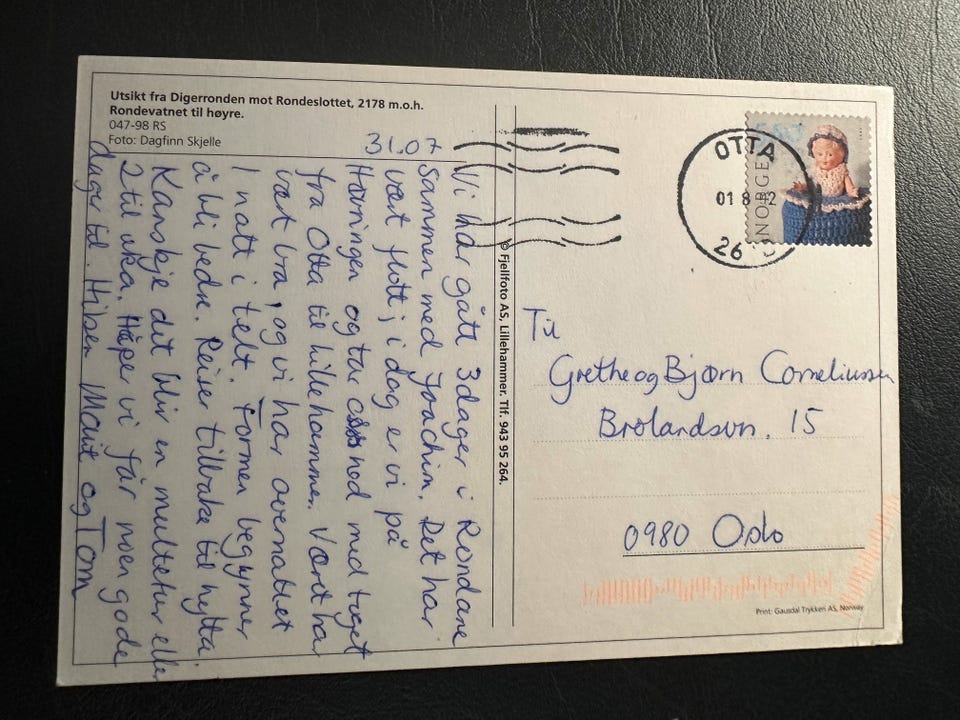 Utsikt fra Digerronden mot Rondeslottet, 2178 m.o.h.
Rondevatnet til høyre.
047-98 RS
Foto: Dagfinn Skjelle
31.07
Vi har gått 3 dager i Rondane
sammen med Joachim. Det har
vært flott; i dag er vi på
og tar nod med toget
fra Otta til Lillehammer. Været har
vært bra, og vi har overnattet
1 natt i telt. Formen begynner
å bli bedre. Reiser tilbake til hytta
Kanskje det blir en multetur eller
2 til uka. Håper vi får noen gode
dager til. Hilsen Marit og Tom
© Fjellfoto AS, Lillehammer. Tlf. 943 95 264.
OTTA
01 8 12
26
NORGE
Til
Grethe og Bjørn Corneliussen
Brolandsvn. 15
0980 Oslo
Print: Gausdal Trykkeri AS, Norway